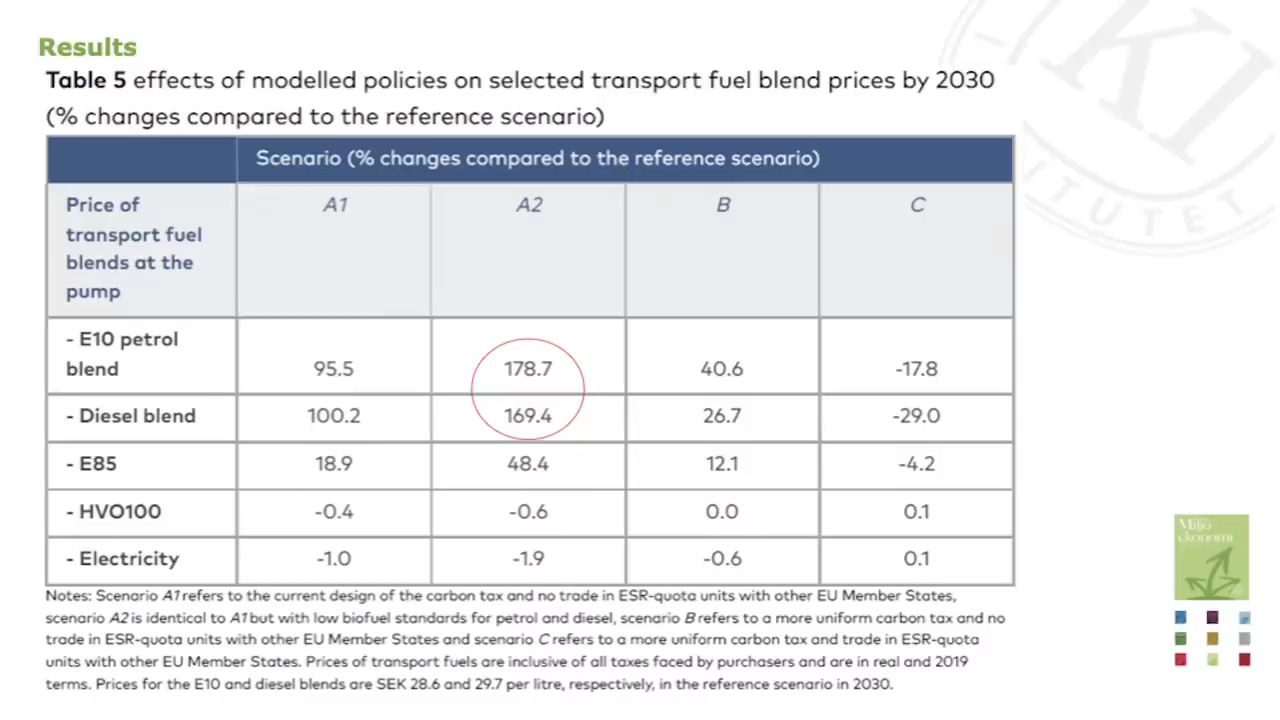 Results
Table 5 effects of modelled policies on selected transport fuel blend prices by 2030
(% changes compared to the reference scenario)
Scenario (% changes compared to the reference scenario)
Price of
transport fuel
blends at the
pump
A1 A2 B C
- E10 petrol
blend 95.5 178.7 40.6 -17.8
- Diesel blend 100.2 169.4 26.7 -29.0
- E85 18.9 48.4 12.1 -4.2
- HVO100 -0.4 -0.6 0.0 0.1
- Electricity -1.0 -1.9 -0.6 0.1
Notes: Scenario A1 refers to the current design of the carbon tax and no trade in ESR-quota units with other EU Member States,
scenario A2 is identical to A1 but with low biofuel standards for petrol and diesel, scenario B refers to a more uniform carbon tax and no
trade in ESR-quota units with other EU Member States and scenario C refers to a more uniform carbon tax and trade in ESR-quota
units with other EU Member States. Prices of transport fuels are inclusive of all taxes faced by purchasers and are in real and 2019
terms. Prices for the E10 and diesel blends are SEK 28.6 and 29.7 per litre, respectively, in the reference scenario in 2030.
Miljö
ekonomi
KI
TUTET